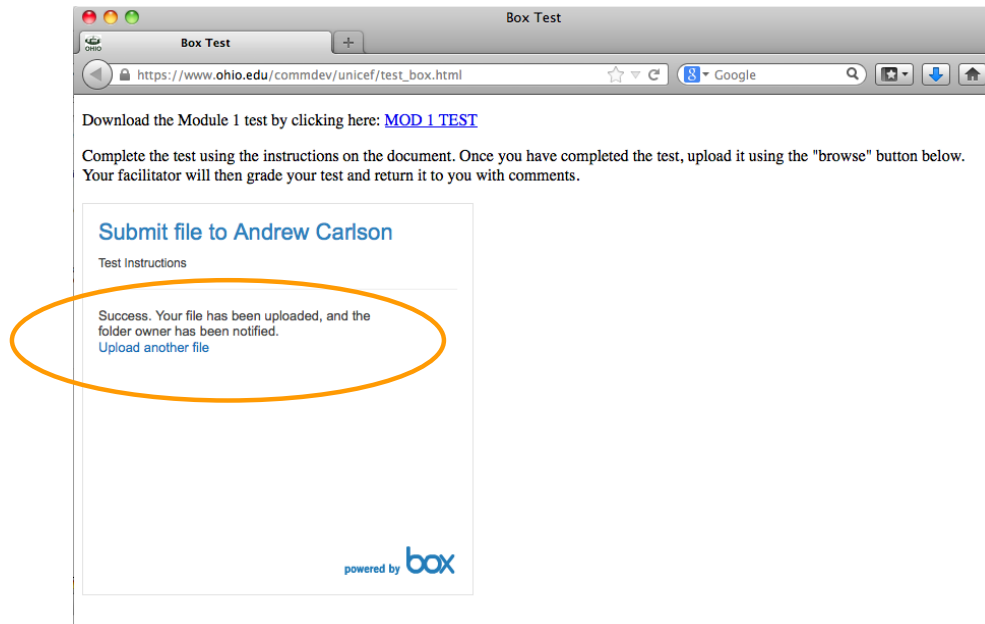 Box Test
OHIO
Box Test
https://www.ohio.edu/commdev/unicef/test_box.html
8
Google
Download the Module 1 test by clicking here: MOD 1 TEST
Complete the test using the instructions on the document. Once you have completed the test, upload it using the "browse" button below.
Your facilitator will then grade your test and return it to you with comments.
Submit file to Andrew Carlson
Test Instructions
Success. Your file has been uploaded, and the
folder owner has been notified.
Upload another file
powered by box